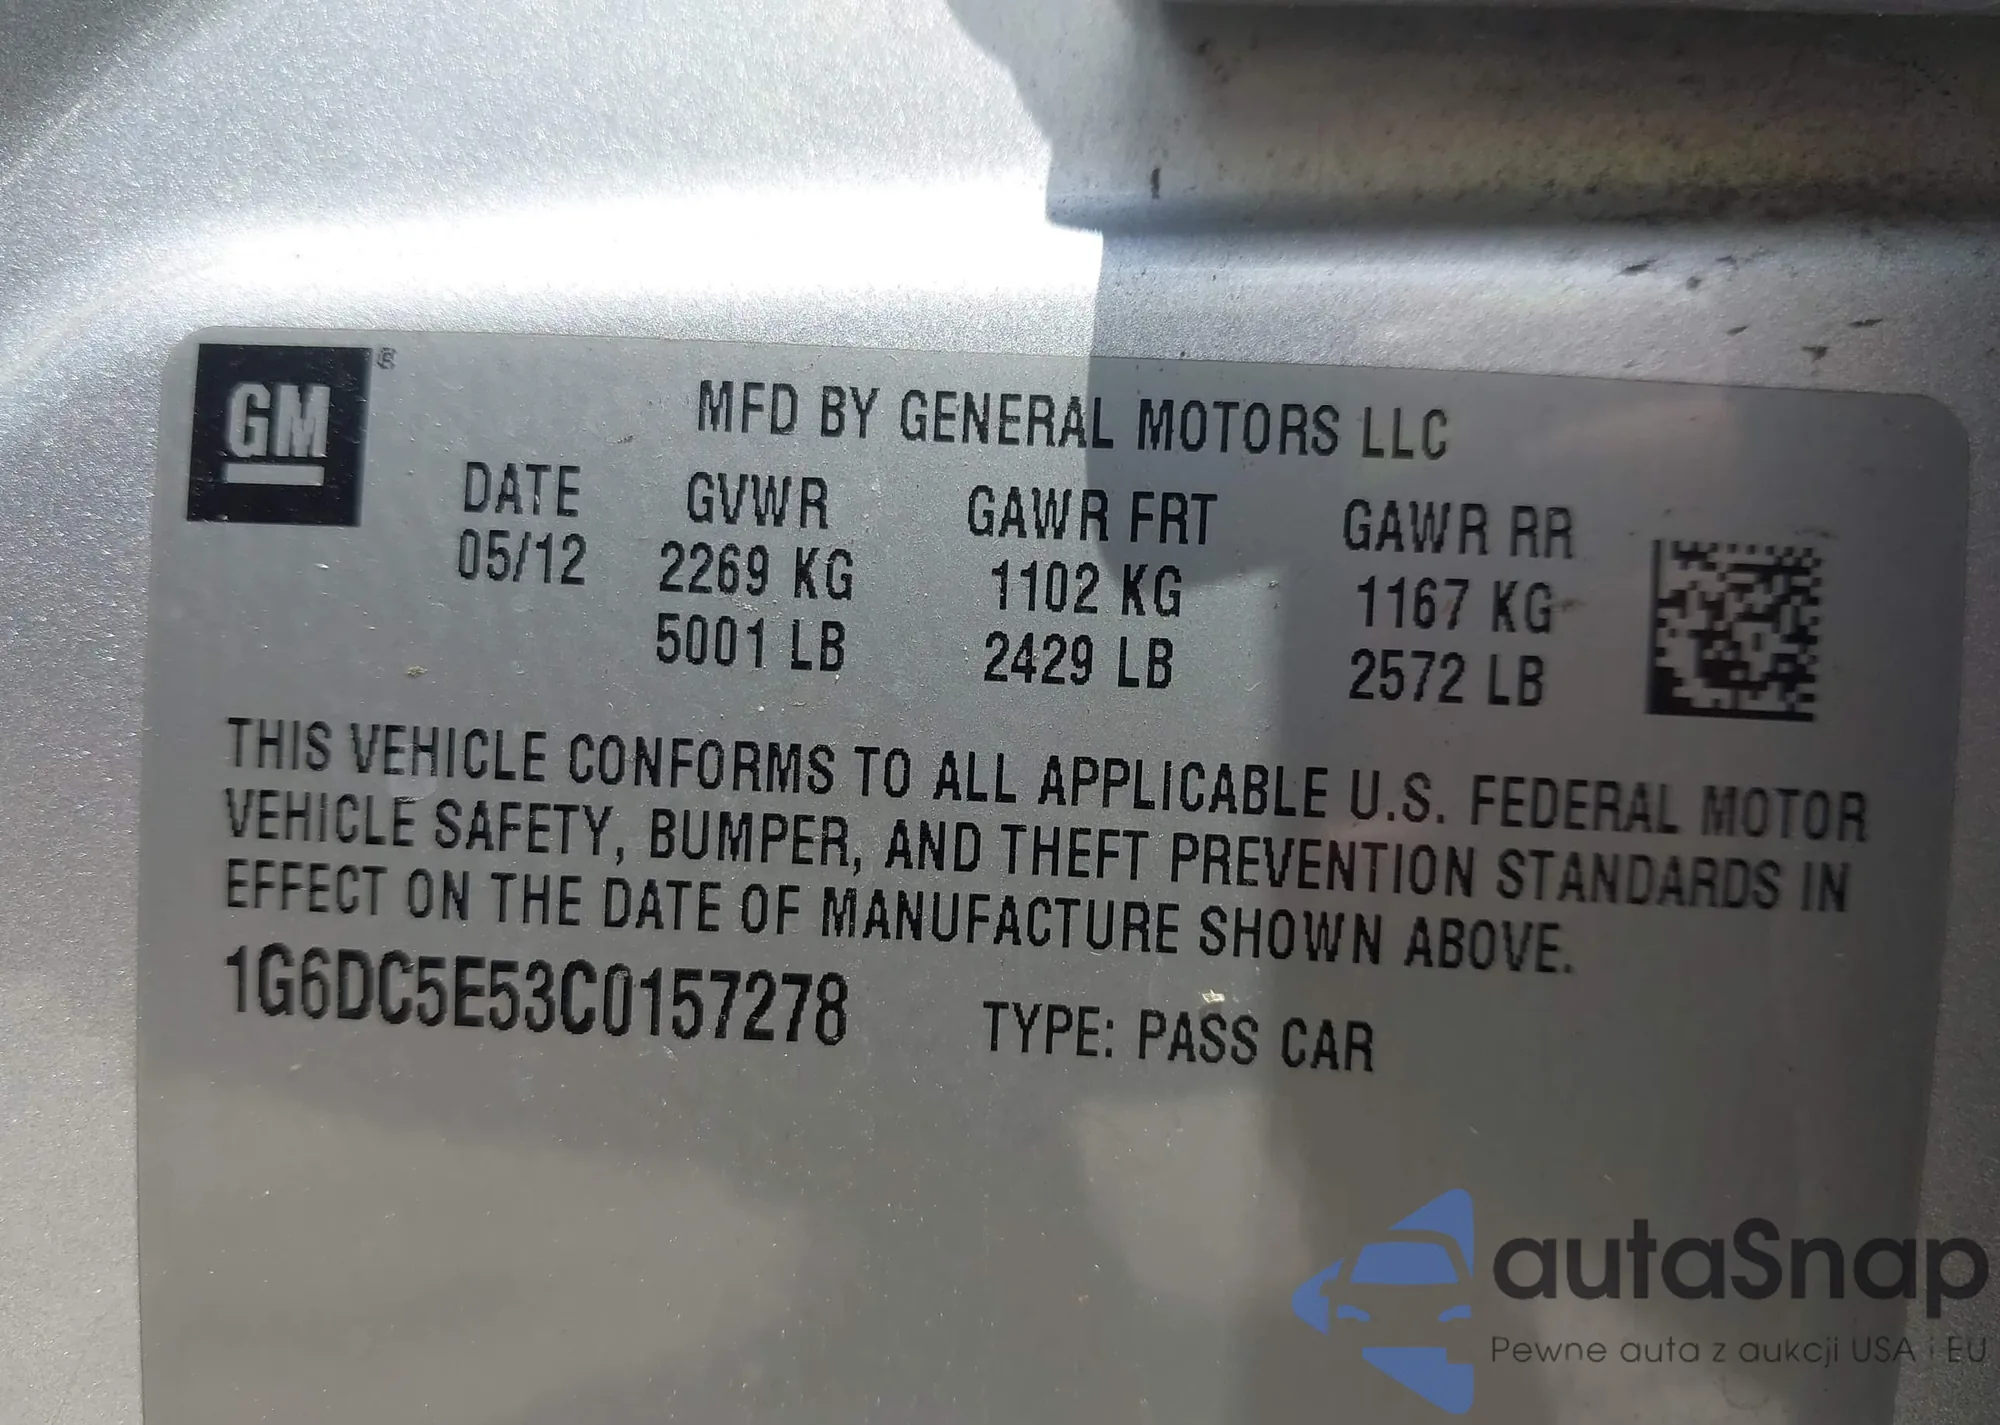 GM ®
MFD BY GENERAL MOTORS LLC
DATE GVWR GAWR FRT GAWR RR
05/12 2269 KG 1102 KG 1167 KG
5001 LB 2429 LB 2572 LB
THIS VEHICLE CONFORMS TO ALL APPLICABLE U.S. FEDERAL MOTOR
VEHICLE SAFETY, BUMPER, AND THEFT PREVENTION STANDARDS IN
EFFECT ON THE DATE OF MANUFACTURE SHOWN ABOVE.
1G6DC5E53C0157278 TYPE: PASS CAR
autaSnap
Pewne auta z aukcji USA i EU